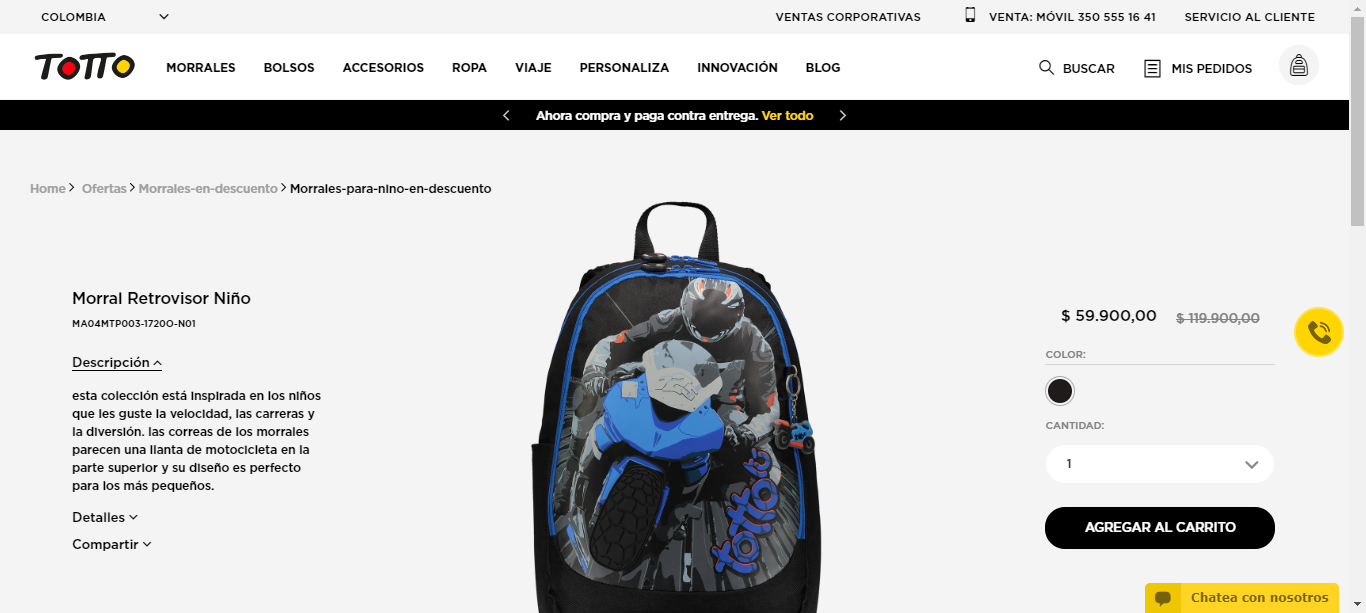 COLOMBIA
VENTAS CORPORATIVAS
VENTA: MÓVIL 350 555 16 41
SERVICIO AL CLIENTE
TOTTO
MORRALES
BOLSOS
ACCESORIOS
ROPA
VIAJE
PERSONALIZA
INNOVACIÓN
BLOG
BUSCAR
MIS PEDIDOS
Ahora compra y paga contra entrega. Ver todo
Home > Ofertas > Morrales-en-descuento > Morrales-para-nino-en-descuento
Morral Retrovisor Niño
MA04MTP003-1720O-N01
Descripción
esta colección está inspirada en los niños
que les guste la velocidad, las carreras y
la diversión. las correas de los morrales
parecen una llanta de motocicleta en la
parte superior y su diseño es perfecto
para los más pequeños.
Detalles
Compartir
totto
$ 59.900,00
$ 119.900,00
COLOR:
CANTIDAD:
1
AGREGAR AL CARRITO
Chatea con nosotros